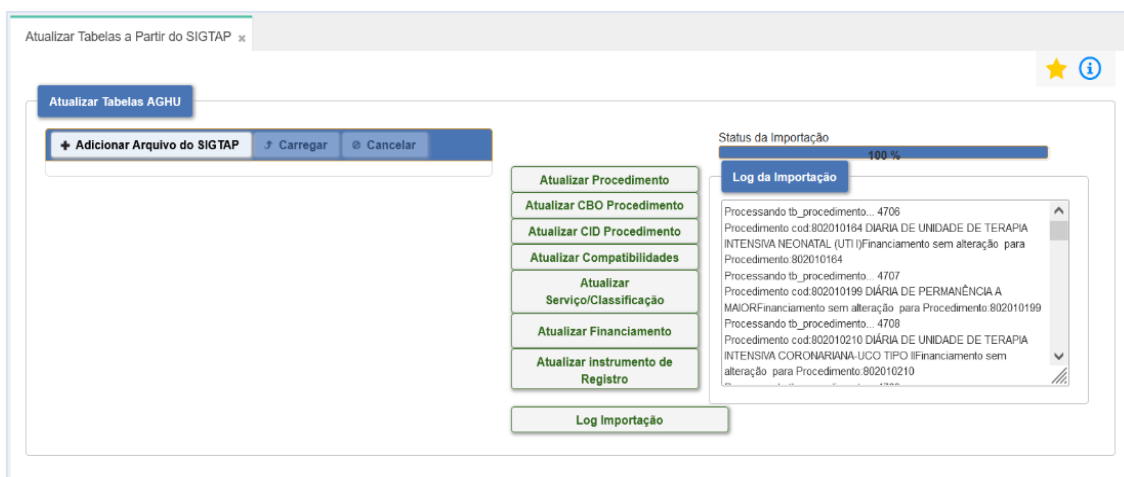 Atualizar Tabelas a Partir do SIGTAP
Atualizar Tabelas AGHU
+ Adicionar Arquivo do SIGTAP
Carregar
Cancelar
Atualizar Procedimento
Atualizar CBO Procedimento
Atualizar CID Procedimento
Atualizar Compatibilidades
Atualizar
Serviço/Classificação
Atualizar Financiamento
Atualizar instrumento de
Registro
Log Importação
Status da Importação
100 %
Log da Importação
Processando tb_procedimento... 4706
Procedimento cod:802010164 DIARIA DE UNIDADE DE TERAPIA
INTENSIVA NEONATAL (UTI I)Financiamento sem alteração para
Procedimento:802010164
Processando tb_procedimento... 4707
Procedimento cod:802010199 DIÁRIA DE PERMANÊNCIA A
MAIORFinanciamento sem alteração para Procedimento:802010199
Processando tb_procedimento... 4708
Procedimento cod:802010210 DIÁRIA DE UNIDADE DE TERAPIA
INTENSIVA CORONARIANA-UCO TIPO IIFinanciamento sem
alteração para Procedimento:802010210